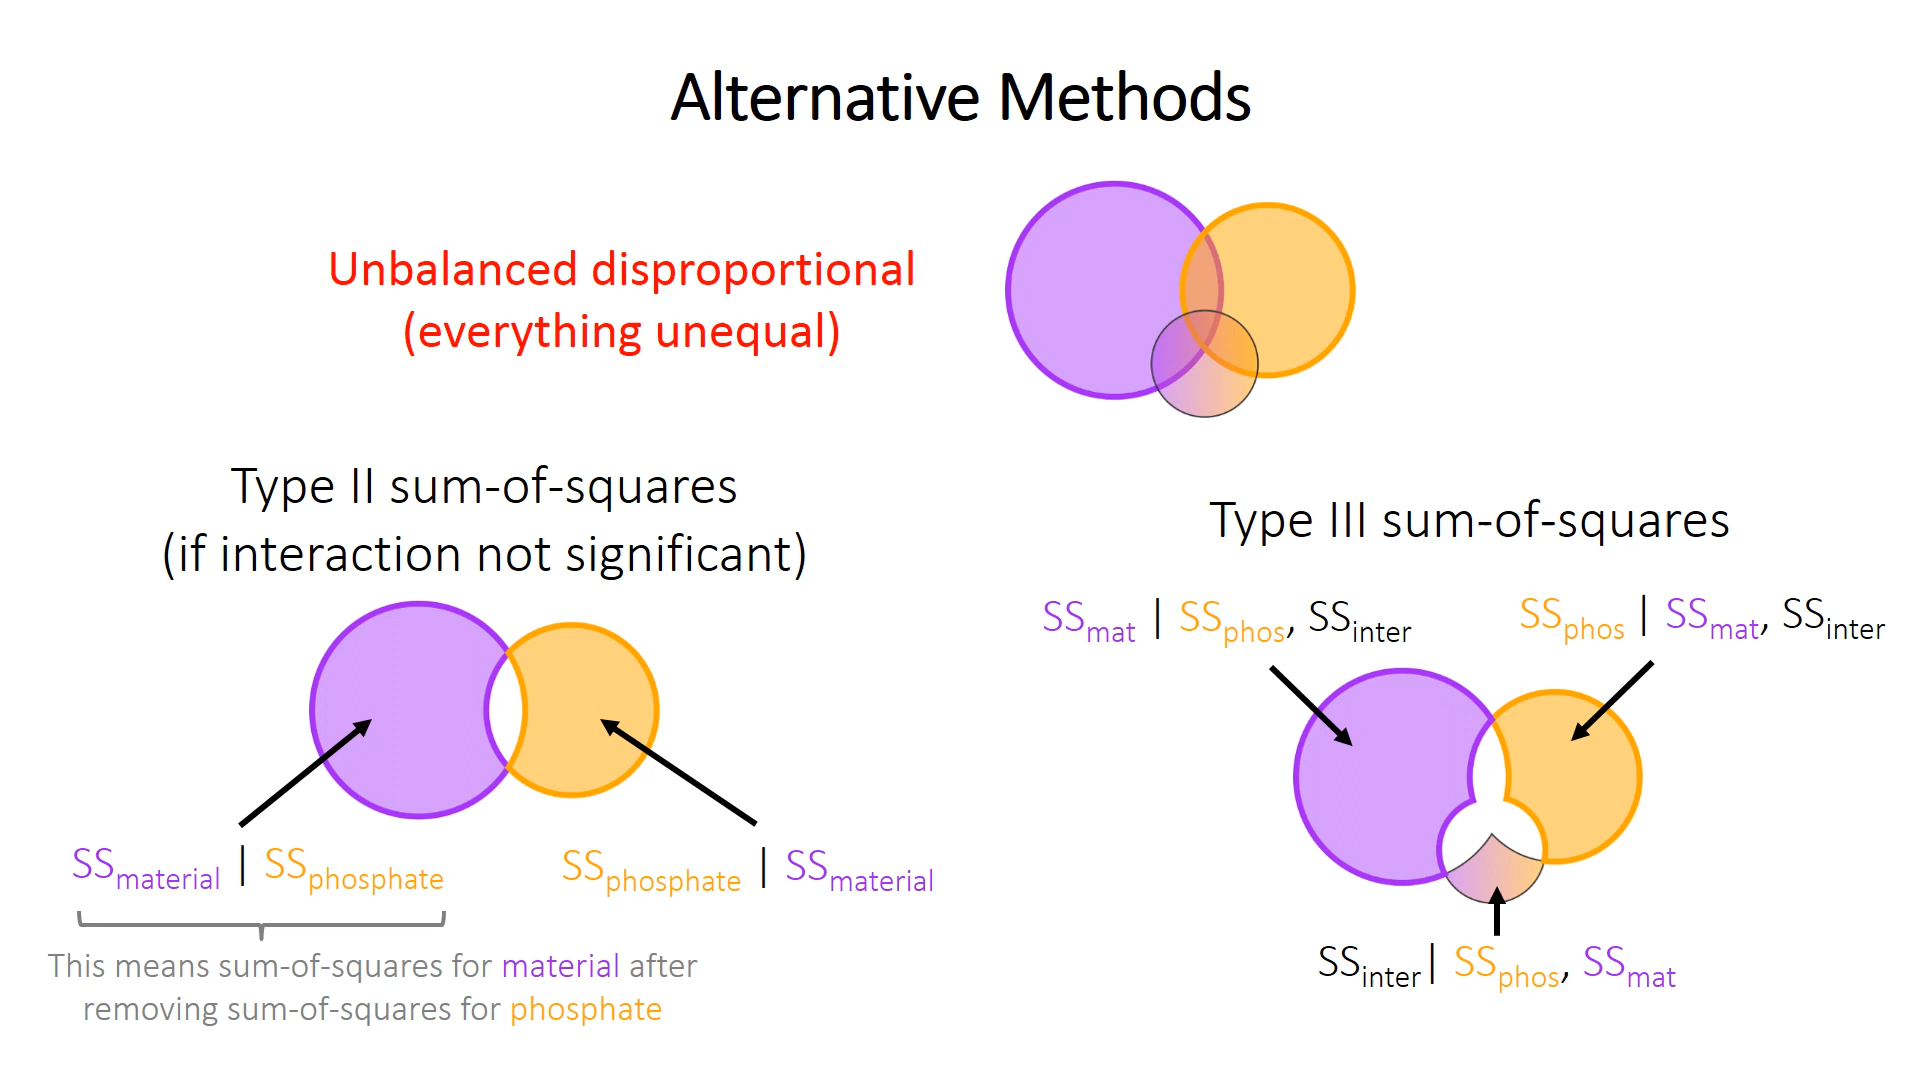 Alternative Methods
Unbalanced disproportional
(everything unequal)
Type II sum-of-squares
(if interaction not significant)
SSmaterial | SSphosphate
SSphosphate | SSmaterial
This means sum-of-squares for material after
removing sum-of-squares for phosphate
Type III sum-of-squares
SSmat | SSphos, SSinter
SSphos | SSmat, SSinter
SSinter | SSphos, SSmat